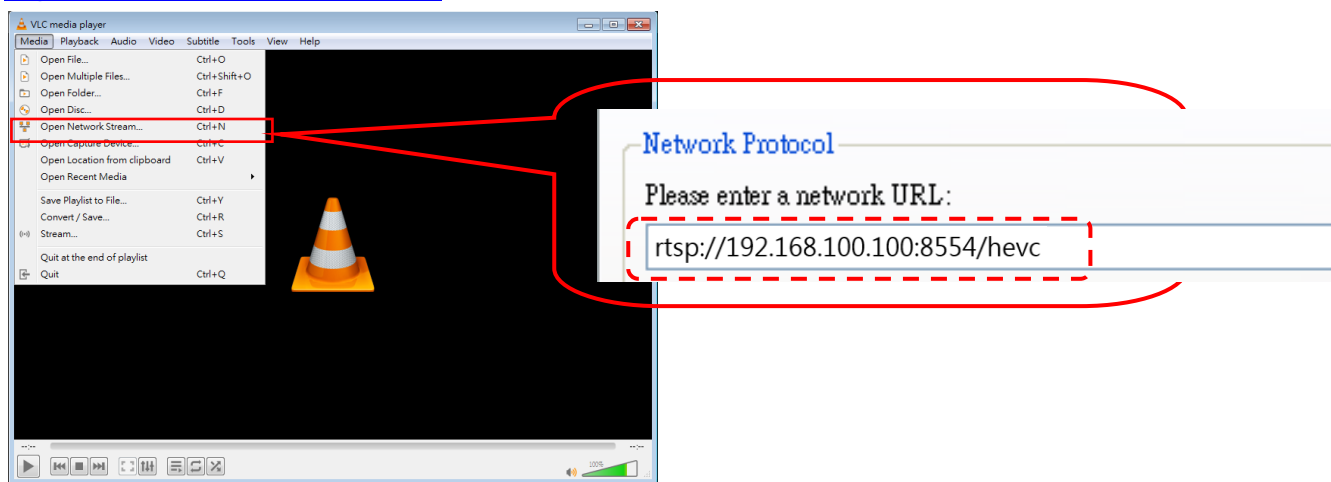 VLC media player
Media Playback Audio Video Subtitle Tools View Help
Open File... Ctrl+O
Open Multiple Files... Ctrl+Shift+O
Open Folder... Ctrl+F
Open Disc... Ctrl+D
Open Network Stream... Ctrl+N
Open Capture Device... Ctrl+C
Open Location from clipboard Ctrl+V
Open Recent Media
Save Playlist to File... Ctrl+Y
Convert / Save... Ctrl+R
Stream... Ctrl+S
Quit at the end of playlist
Quit Ctrl+Q
Network Protocol
Please enter a network URL:
rtsp://192.168.100.100:8554/hevc
--:-- --:--
100%